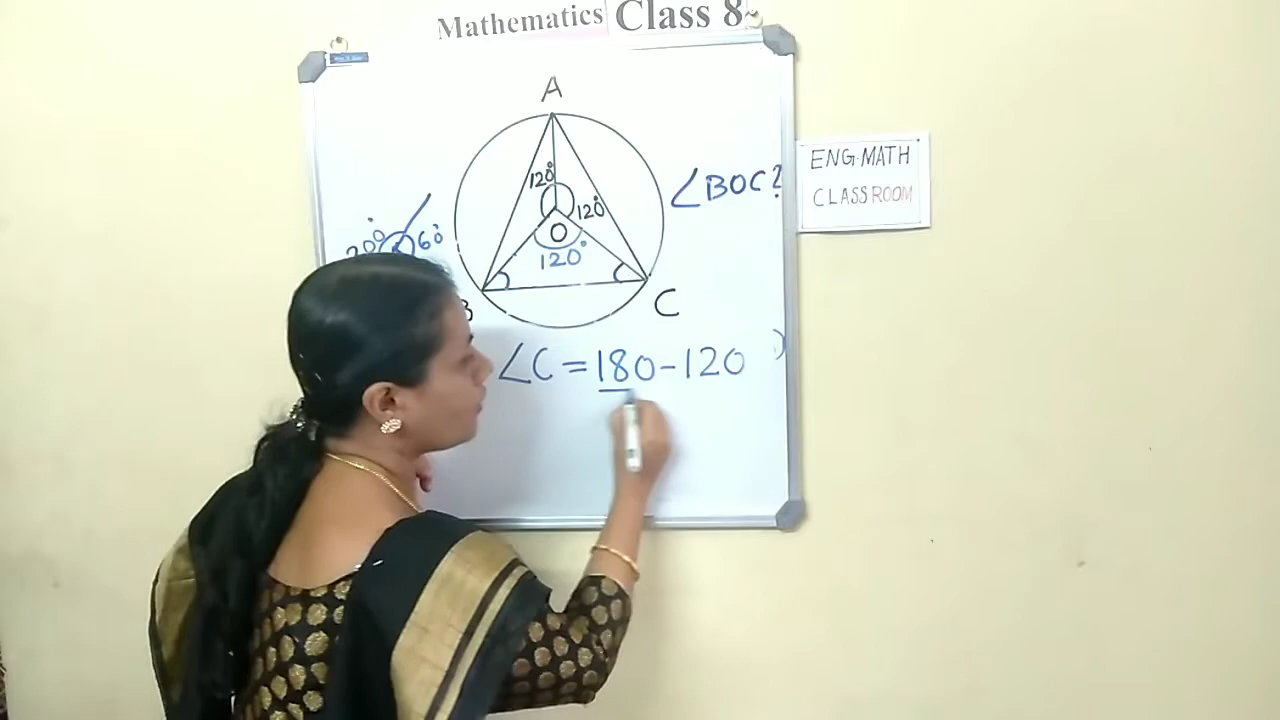 Mathematics Class 8
A
120°
120°
∠BOC?
60°
O
120°
C
∠C = 180-120
ENG-MATH
CLASSROOM